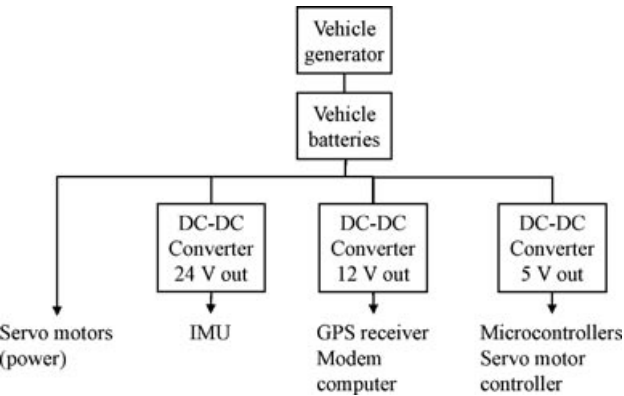 Vehicle
generator
Vehicle
batteries
DC-DC
Converter
24 V out
DC-DC
Converter
12 V out
DC-DC
Converter
5 V out
Servo motors
(power)
IMU
GPS receiver
Modem
computer
Microcontrollers
Servo motor
controller